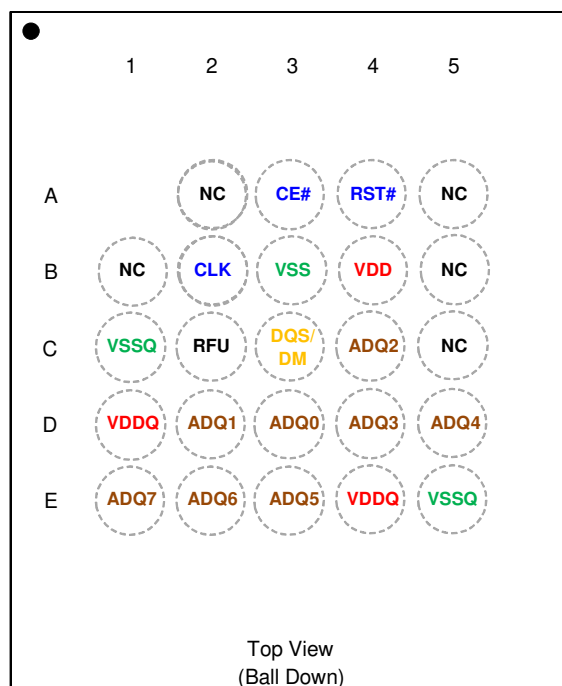 1 2 3 4 5
A NC CE# RST# NC
B NC CLK VSS VDD NC
C VSSQ RFU DQS/ DM ADQ2 NC
D VDDQ ADQ1 ADQ0 ADQ3 ADQ4
E ADQ7 ADQ6 ADQ5 VDDQ VSSQ
Top View
(Ball Down)